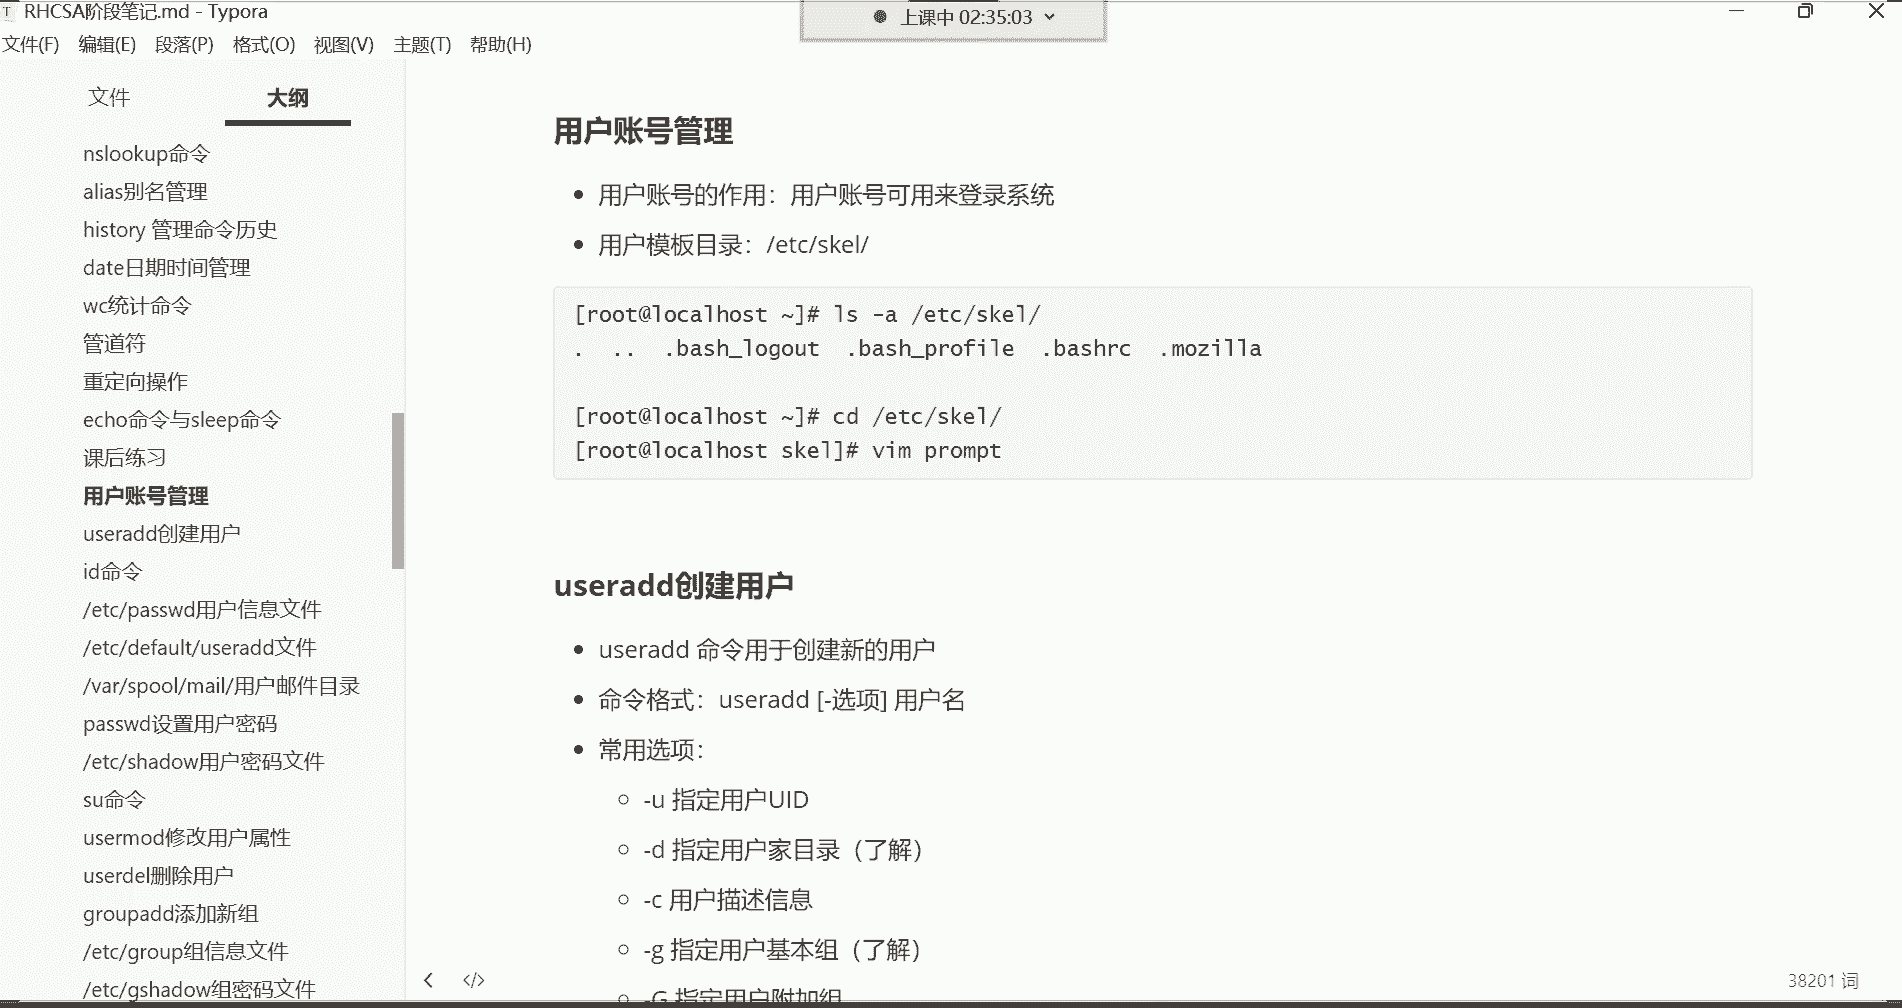 RHCSA阶段笔记.md - Typora
上课中 02:35:03
文件(F) 编辑(E) 段落(P) 格式(O) 视图(V) 主题(T) 帮助(H)
文件 大纲
nslookup命令
alias别名管理
history 管理命令历史
date日期时间管理
wc统计命令
管道符
重定向操作
echo命令与sleep命令
课后练习
用户账号管理
useradd创建用户
id命令
/etc/passwd用户信息文件
/etc/default/useradd文件
/var/spool/mail/用户邮件目录
passwd设置用户密码
/etc/shadow用户密码文件
su命令
usermod修改用户属性
userdel删除用户
groupadd添加新组
/etc/group组信息文件
/etc/gshadow组密码文件
用户账号管理
用户账号的作用：用户账号可用来登录系统
用户模板目录：/etc/skel/
[root@localhost ~]# ls -a /etc/skel/
. .. .bash_logout .bash_profile .bashrc .mozilla
[root@localhost ~]# cd /etc/skel/
[root@localhost skel]# vim prompt
useradd创建用户
useradd 命令用于创建新的用户
命令格式：useradd [-选项] 用户名
常用选项：
-u 指定用户UID
-d 指定用户家目录（了解）
-c 用户描述信息
-g 指定用户基本组（了解）
-G 指定用户附加组
38201 词